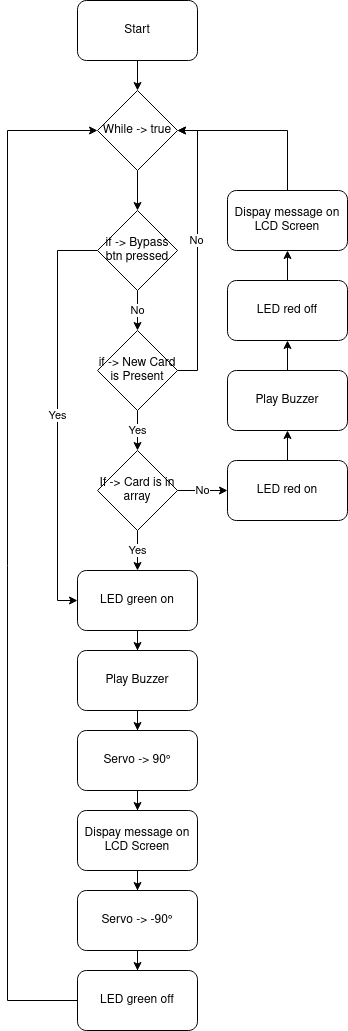 Start
While -> true
if -> Bypass
btn pressed
No
No
if -> New Card
is Present
Yes
Yes
If -> Card is in
array
No
Yes
Dispay message on
LCD Screen
LED red off
Play Buzzer
LED red on
LED green on
Play Buzzer
Servo -> 90º
Dispay message on
LCD Screen
Servo -> -90º
LED green off